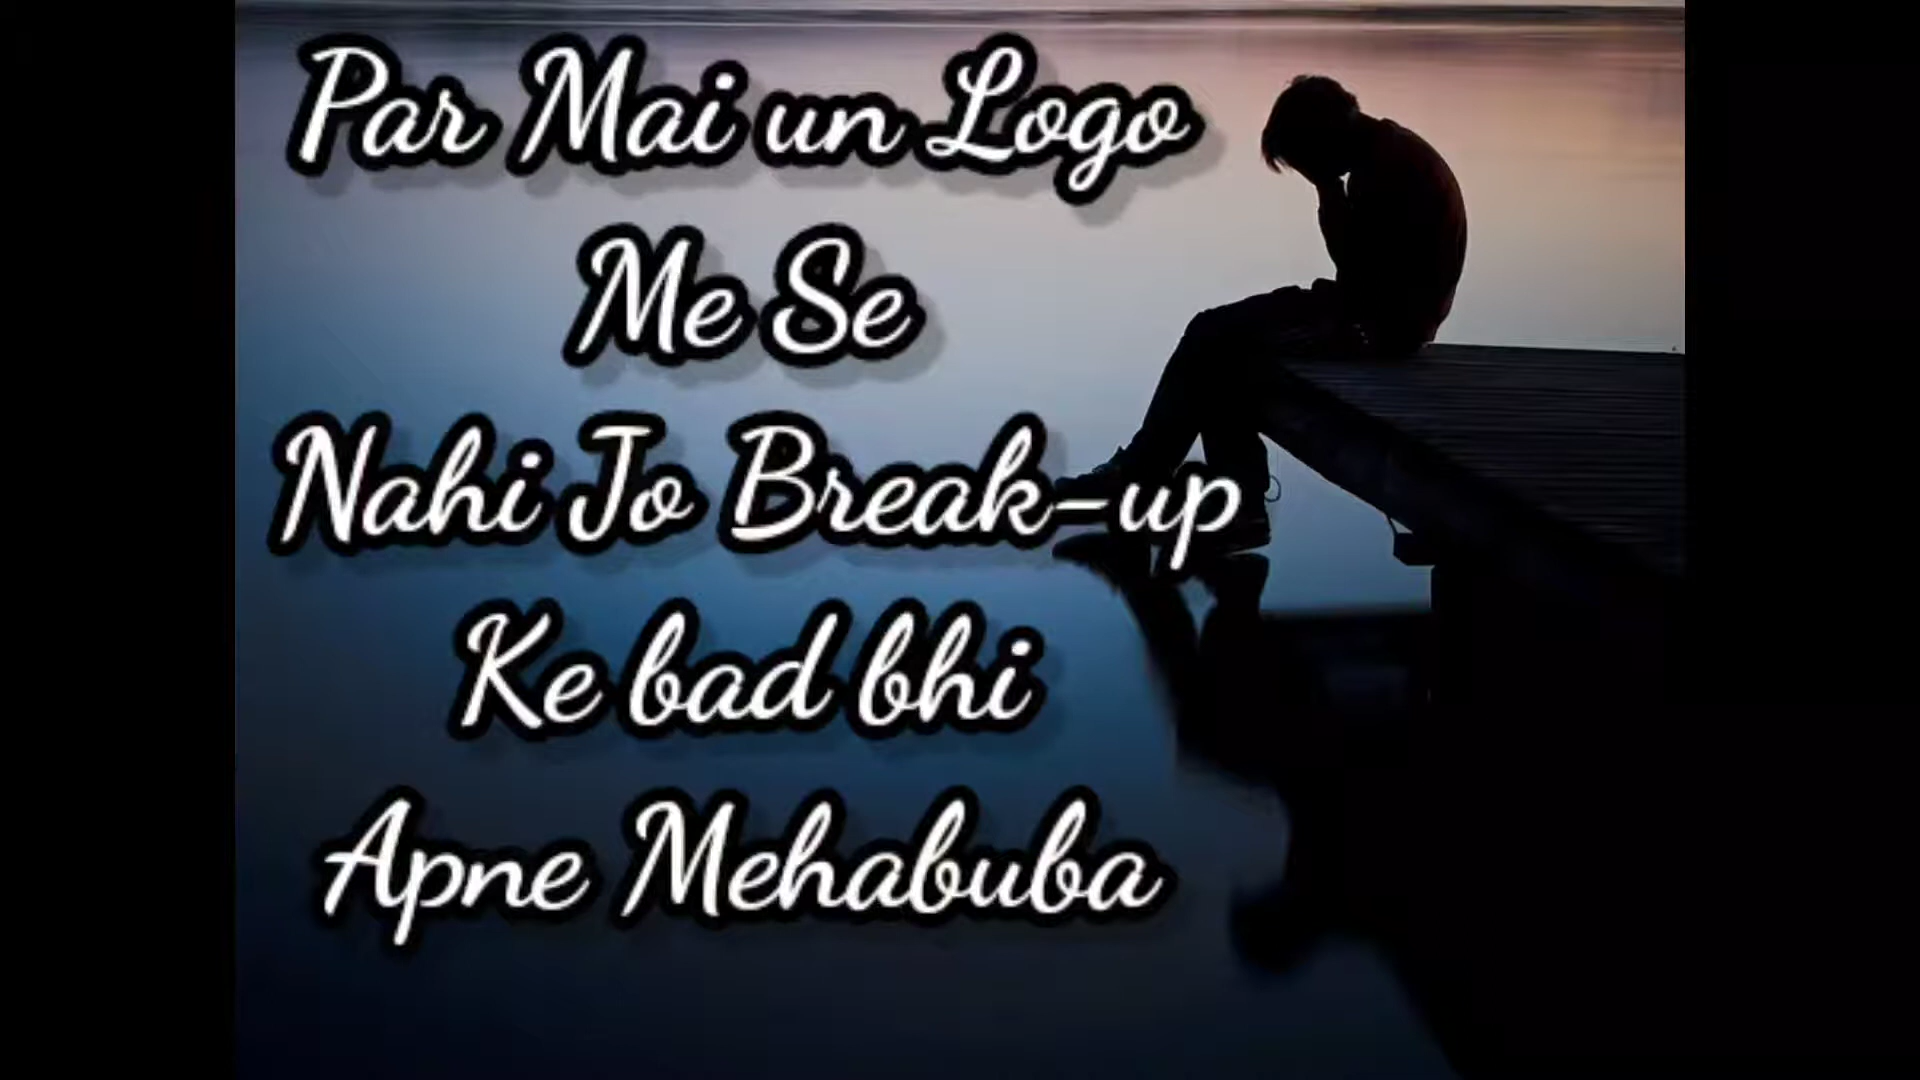 Par Mai un Logo
Me Se
Nahi Jo Break-up
Ke bad bhi
Apne Mehabuba